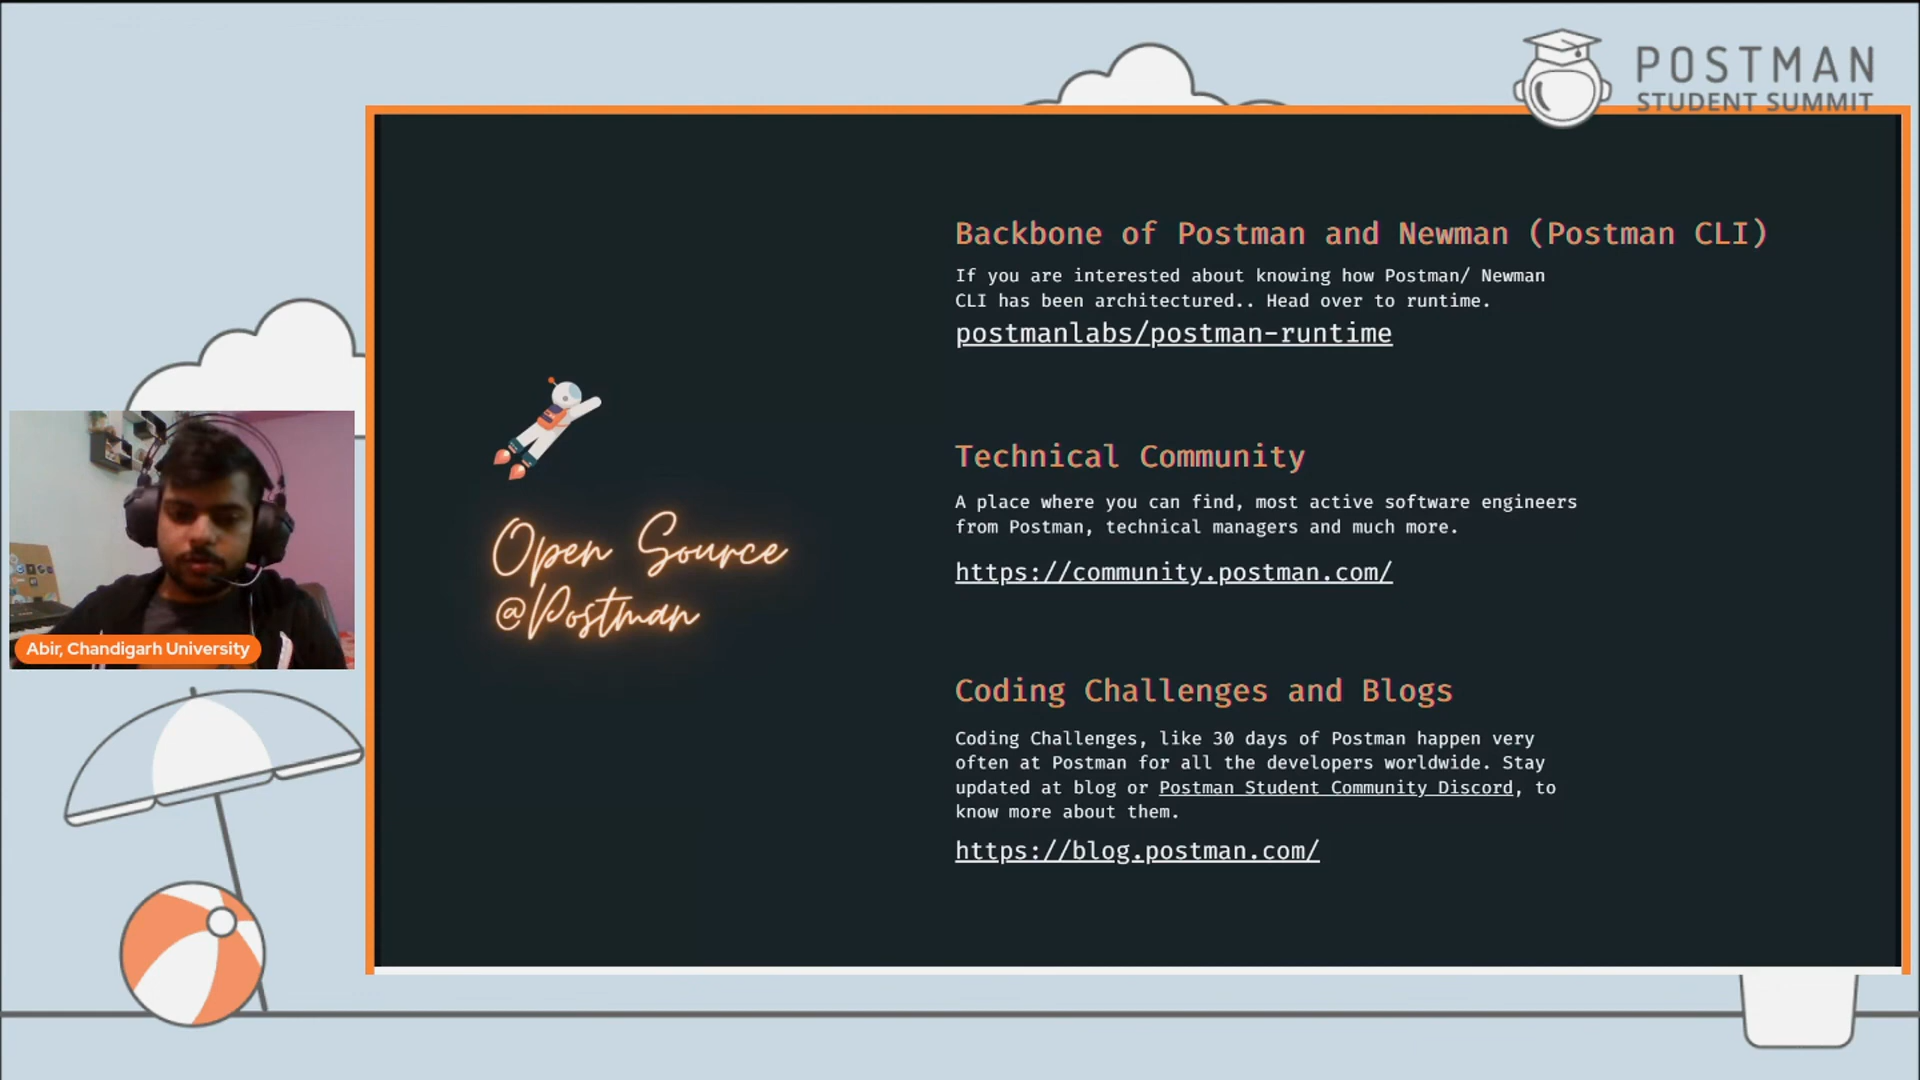 POSTMAN
STUDENT SUMMIT
Backbone of Postman and Newman (Postman CLI)
If you are interested about knowing how Postman/ Newman
CLI has been architectured.. Head over to runtime.
postmanlabs/postman-runtime
Open Source
@Postman
Technical Community
A place where you can find, most active software engineers
from Postman, technical managers and much more.
https://community.postman.com/
Coding Challenges and Blogs
Coding Challenges, like 30 days of Postman happen very
often at Postman for all the developers worldwide. Stay
updated at blog or Postman Student Community Discord, to
know more about them.
https://blog.postman.com/
Abir, Chandigarh University